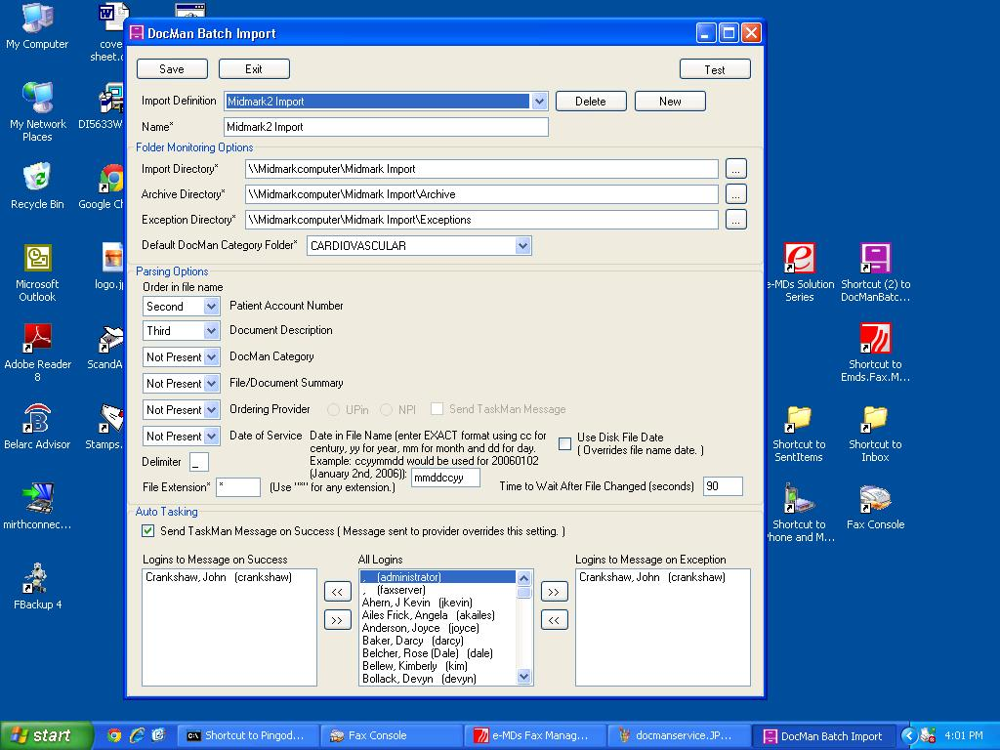 DocMan Batch Import
Save
Exit
Test
Import Definition
Midmark2 Import
Delete
New
Name*
Midmark2 Import
Folder Monitoring Options
Import Directory*
\\Midmarkcomputer\Midmark Import
...
Archive Directory*
\\Midmarkcomputer\Midmark Import\Archive
...
Exception Directory*
\\Midmarkcomputer\Midmark Import\Exceptions
...
Default DocMan Category Folder*
CARDIOVASCULAR
Parsing Options
Order in file name
Second
Patient Account Number
Third
Document Description
Not Present
DocMan Category
Not Present
File/Document Summary
Not Present
Ordering Provider
UPin
NPI
Send TaskMan Message
Not Present
Date of Service
Date in File Name (enter EXACT format using cc for
century, yy for year, mm for month and dd for day.
Example: ccyymmdd would be used for 20060102
(January 2nd, 2006)):
mmddccyy
Use Disk File Date
( Overrides file name date. )
Delimiter
_
File Extension*
*
(Use "*" for any extension.)
Time to Wait After File Changed (seconds)
90
Auto Tasking
Send TaskMan Message on Success ( Message sent to provider overrides this setting. )
Logins to Message on Success
Crankshaw, John (crankshaw)
<<
>>
All Logins
, (administrator)
, (faxserver)
Ahern, J Kevin (jkevin)
Ailes Frick, Angela (akailes)
Anderson, Joyce (joyce)
Baker, Darcy (darcy)
Belcher, Rose (Dale) (dale)
Bellew, Kimberly (kim)
Bollack, Devyn (devyn)
>>
<<
Logins to Message on Exception
Crankshaw, John (crankshaw)
My Computer
cove
sheet.d
My Network
Places
DI5633W
Recycle Bin
Google Ch
Microsoft
Outlook
logo.jp
Adobe Reader
8
ScandA
Belarc Advisor
Stamps.
mirthconnec...
FBackup 4
e-MDs Solution
Series
Shortcut (2) to
DocManBatc...
Shortcut to
Emds.Fax.M...
Shortcut to
SentItems
Shortcut to
Inbox
Shortcut to
Phone and M...
Fax Console
start
Shortcut to Pingod...
Fax Console
e-MDs Fax Manag...
docmanservice.JP...
DocMan Batch Import
4:01 PM